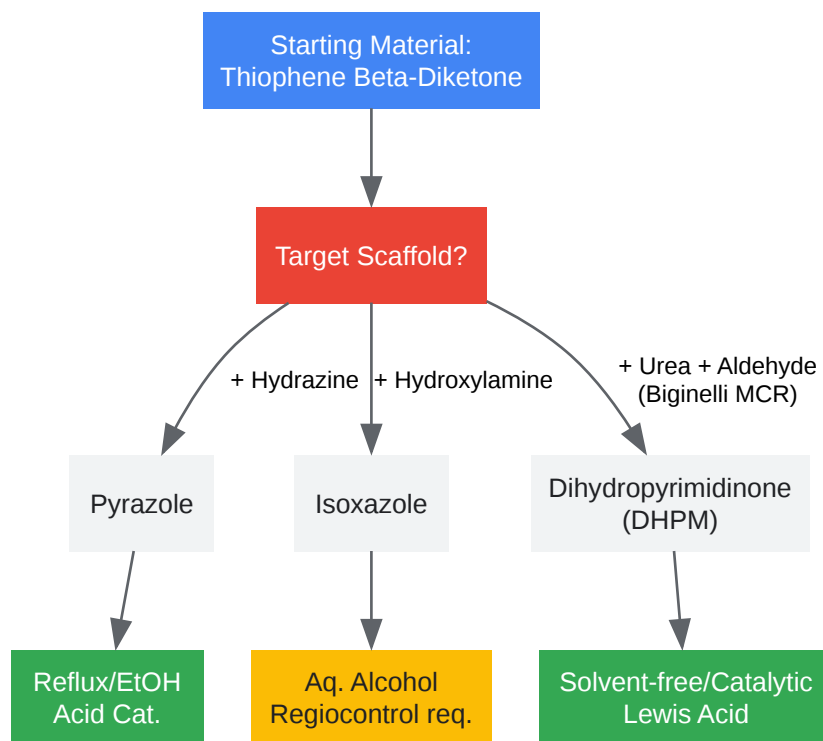 Starting Material:
Thiophene Beta-Diketone
Target Scaffold?
+ Hydrazine
+ Hydroxylamine
+ Urea + Aldehyde
(Biginelli MCR)
Pyrazole
Isoxazole
Dihydropyrimidinone
(DHPM)
Reflux/EtOH
Acid Cat.
Aq. Alcohol
Regiocontrol req.
Solvent-free/Catalytic
Lewis Acid